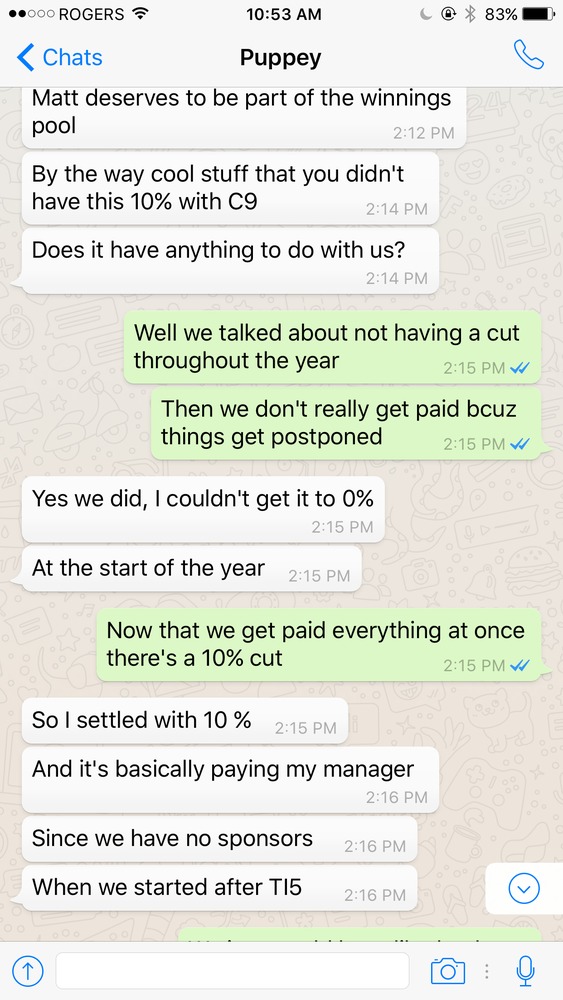 ROGERS 10:53 AM 83%
Chats Puppey
Matt deserves to be part of the winnings
pool 2:12 PM
By the way cool stuff that you didn't
have this 10% with C9 2:14 PM
Does it have anything to do with us?
2:14 PM
Well we talked about not having a cut
throughout the year 2:15 PM
Then we don't really get paid bcuz
things get postponed 2:15 PM
Yes we did, I couldn't get it to 0%
2:15 PM
At the start of the year 2:15 PM
Now that we get paid everything at once
there's a 10% cut 2:15 PM
So I settled with 10 % 2:15 PM
And it's basically paying my manager
2:16 PM
Since we have no sponsors 2:16 PM
When we started after TI5 2:16 PM